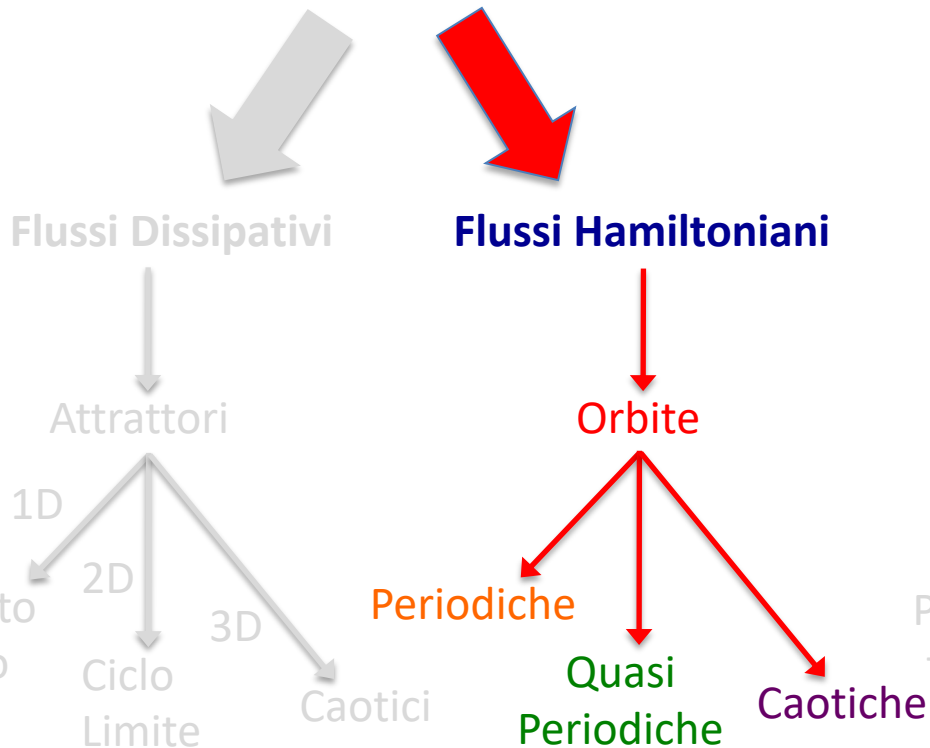 Flussi Dissipativi
Flussi Hamiltoniani
Attrattori
Orbite
1D
2D
3D
Periodiche
Ciclo
Limite
Caotici
Quasi
Periodiche
Caotiche